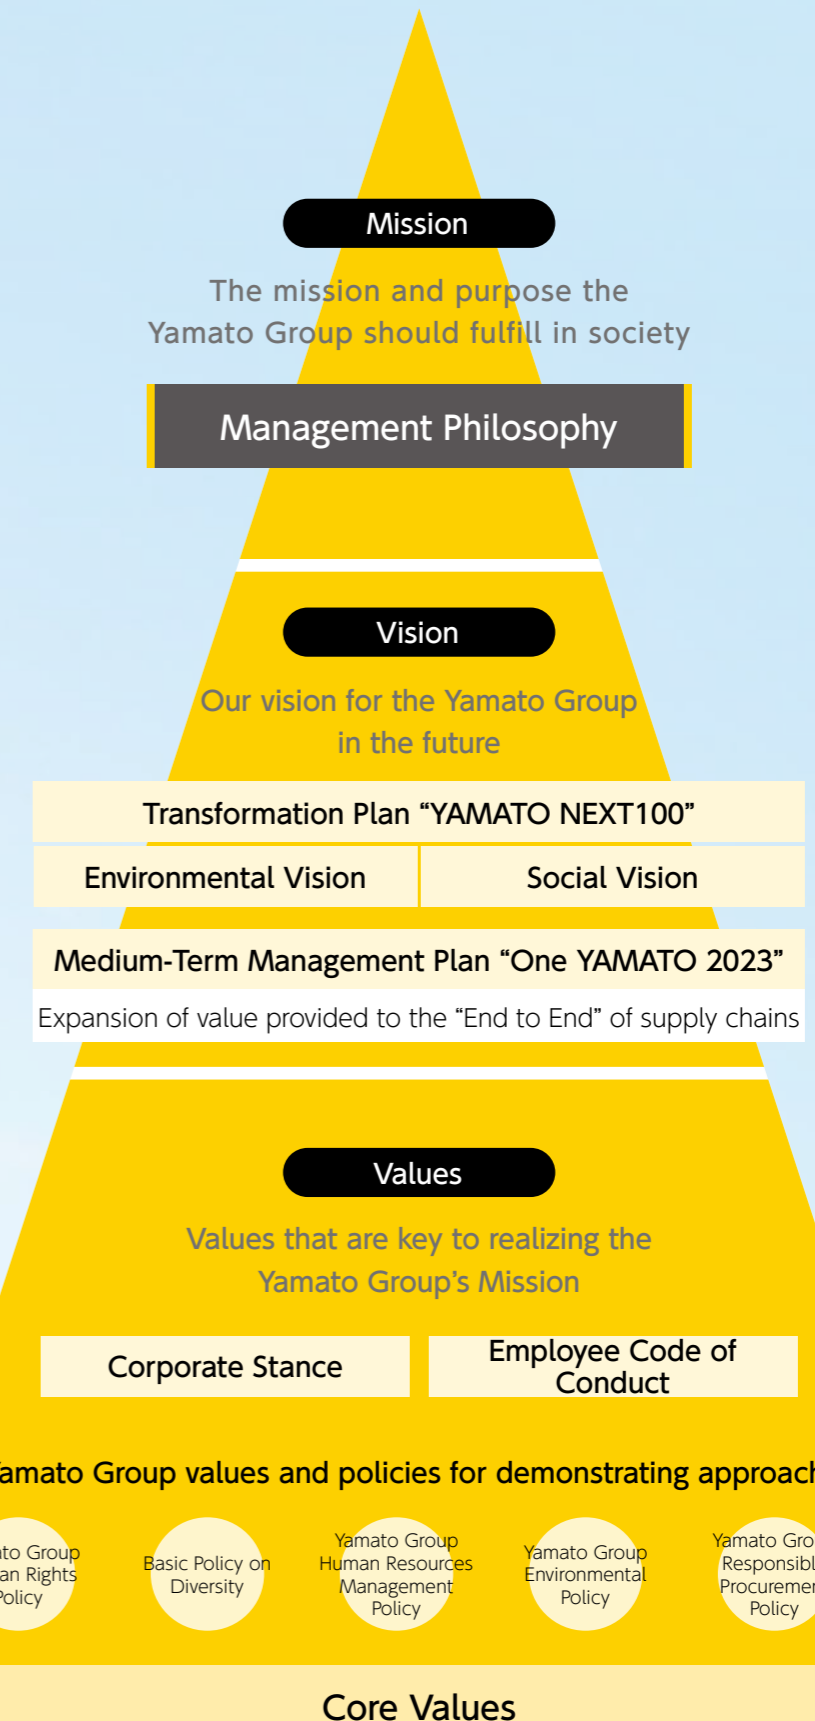 Mission
The mission and purpose the
Yamato Group should fulfill in society
Management Philosophy
Vision
Our vision for the Yamato Group
in the future
Transformation Plan “YAMATO NEXT100”
Environmental Vision
Social Vision
Medium-Term Management Plan “One YAMATO 2023”
Expansion of value provided to the “End to End” of supply chains
Values
Values that are key to realizing the
Yamato Group’s Mission
Corporate Stance
Employee Code of
Conduct
Group values and policies for demonstrating
Group
Rights
Policy
Basic Policy on
Diversity
Yamato Group
Human Resources
Management
Policy
Yamato Group
Environmental
Policy
Yamato
Policy
Core Values